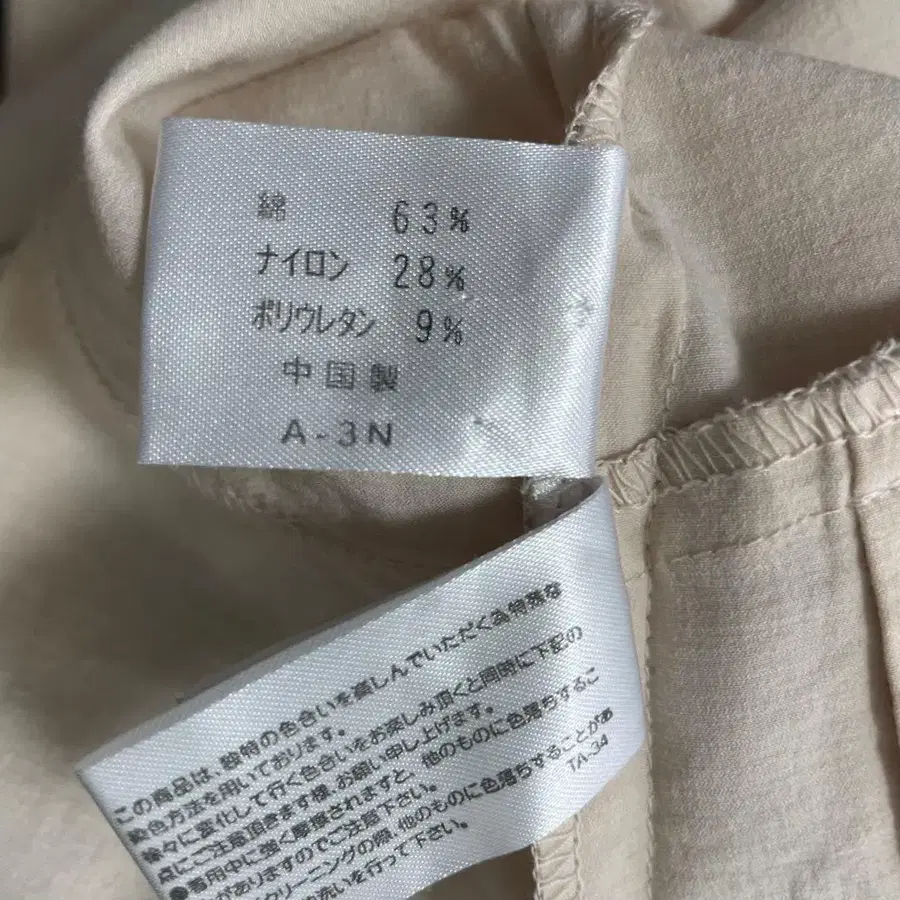 綿 63%
ナイロン 28%
ポリウレタン 9%
中国製
A-3N
この商品は、独特の色合いを楽しんでいただく為特殊な
染色方法を用いております。
徐々に変化して行く色合いをお楽しみ頂くと同時に下記の
点にご注意頂きます様、お願い申し上げます。
●着用中に強く摩擦されますと、他のものに色落ちするこ
がありますのでご注意下さい。
クリーニングの際、他のものに色落ちすることがあ
洗いを行って下さい。
TA-34